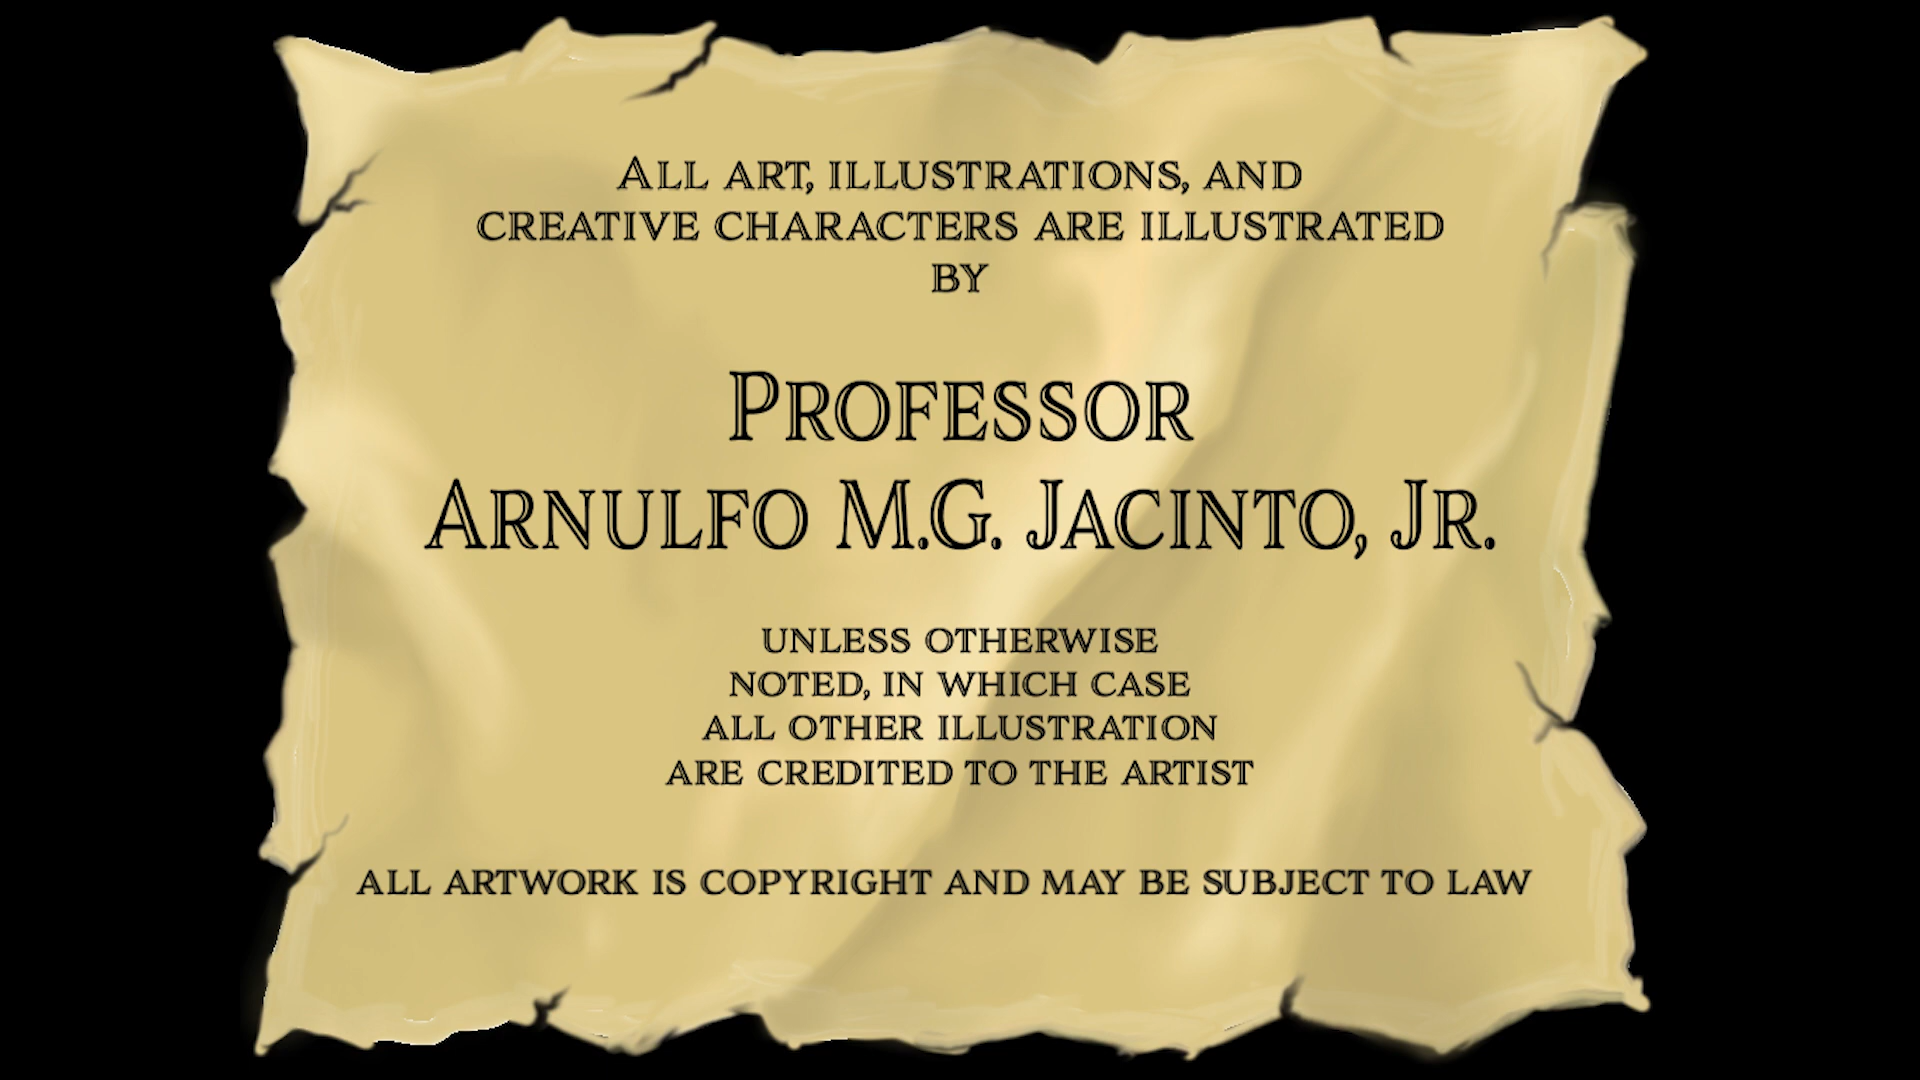 All art, illustrations, and
creative characters are illustrated
by
Professor
Arnulfo M.G. Jacinto, Jr.
unless otherwise
noted, in which case
all other illustration
are credited to the artist
all artwork is copyright and may be subject to law